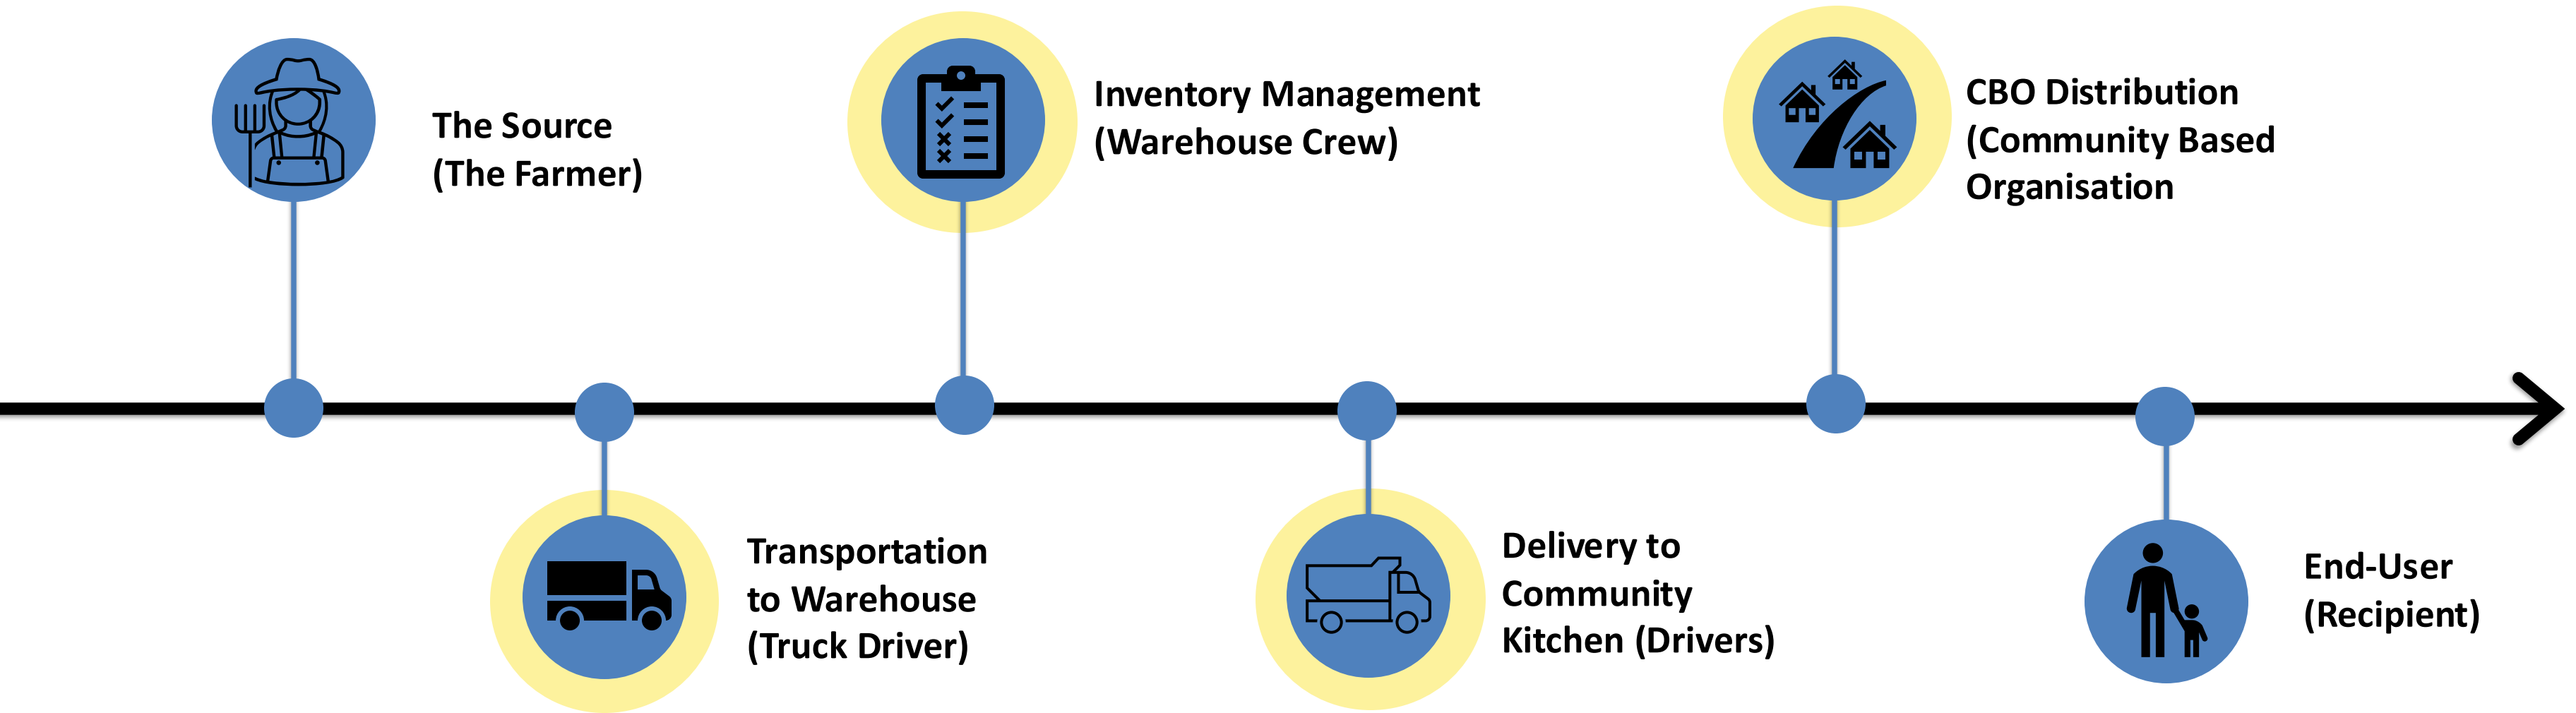 The Source
(The Farmer)
Transportation
to Warehouse
(Truck Driver)
Inventory Management
(Warehouse Crew)
Delivery to
Community
Kitchen (Drivers)
CBO Distribution
(Community Based
Organisation
End-User
(Recipient)